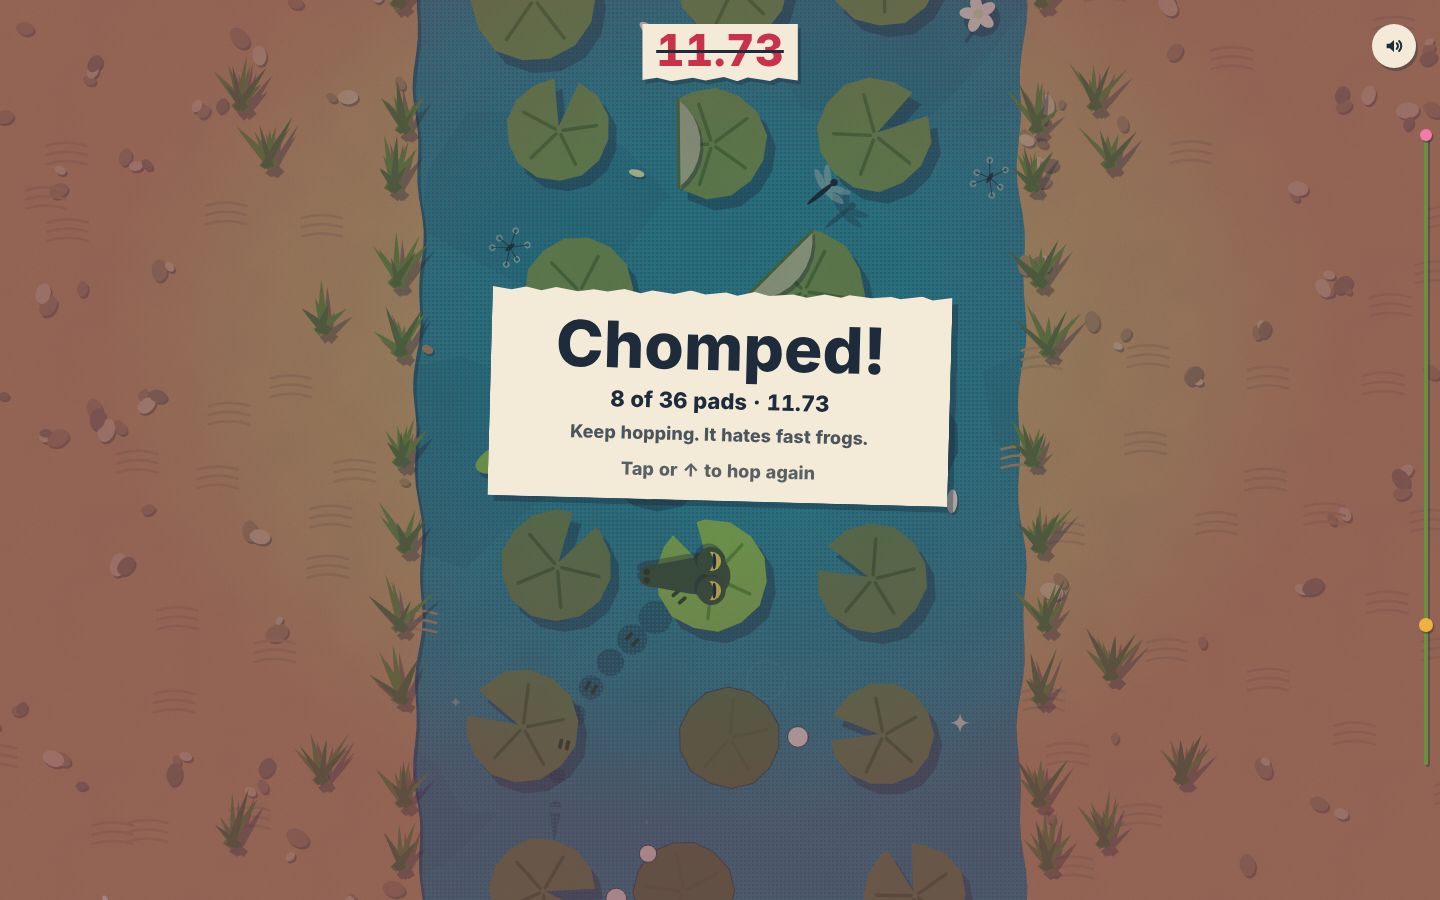 11.73
Chomped!
8 of 36 pads · 11.73
Keep hopping. It hates fast frogs.
Tap or ↑ to hop again